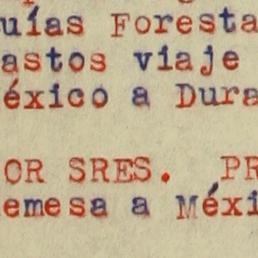 uías Foresta
astos viaje
éxico a Dura
OR SRES. PR
emesa a Méxi